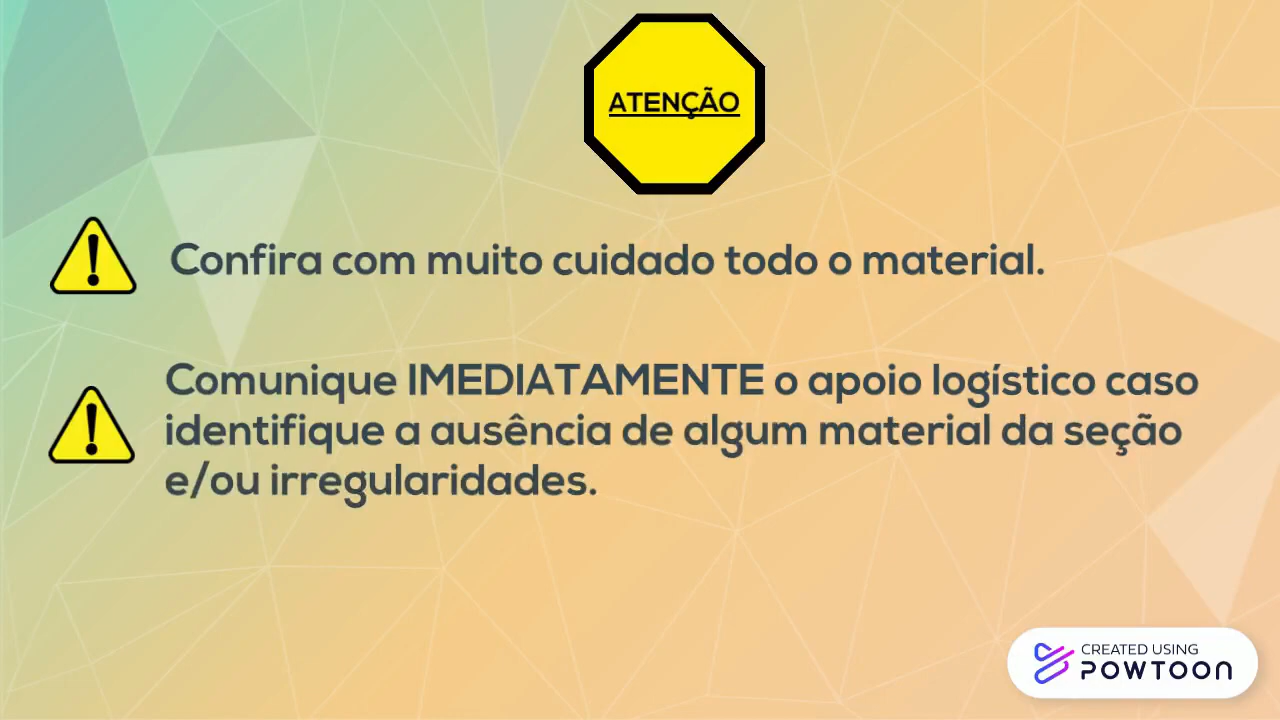 ATENÇÃO
Confira com muito cuidado todo o material.
Comunique IMEDIATAMENTE o apoio logístico caso
identifique a ausência de algum material da seção
e/ou irregularidades.
CREATED USING
POWTOON